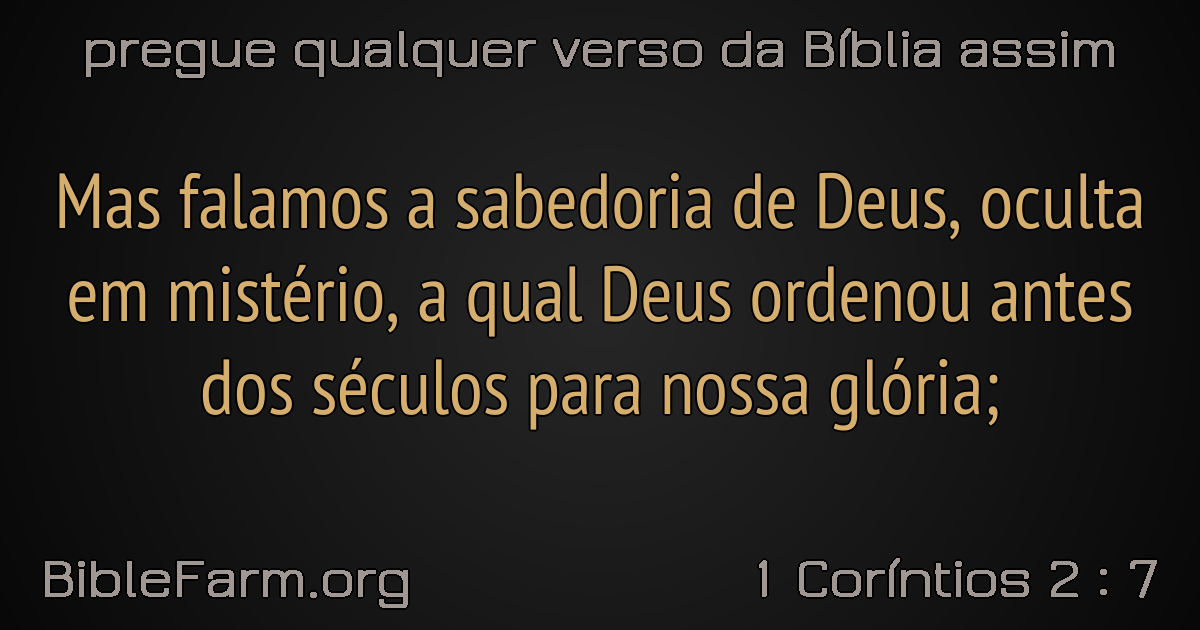 pregue qualquer verso da Bíblia assim
Mas falamos a sabedoria de Deus, oculta
em mistério, a qual Deus ordenou antes
dos séculos para nossa glória;
BibleFarm.org
1 Coríntios 2 : 7